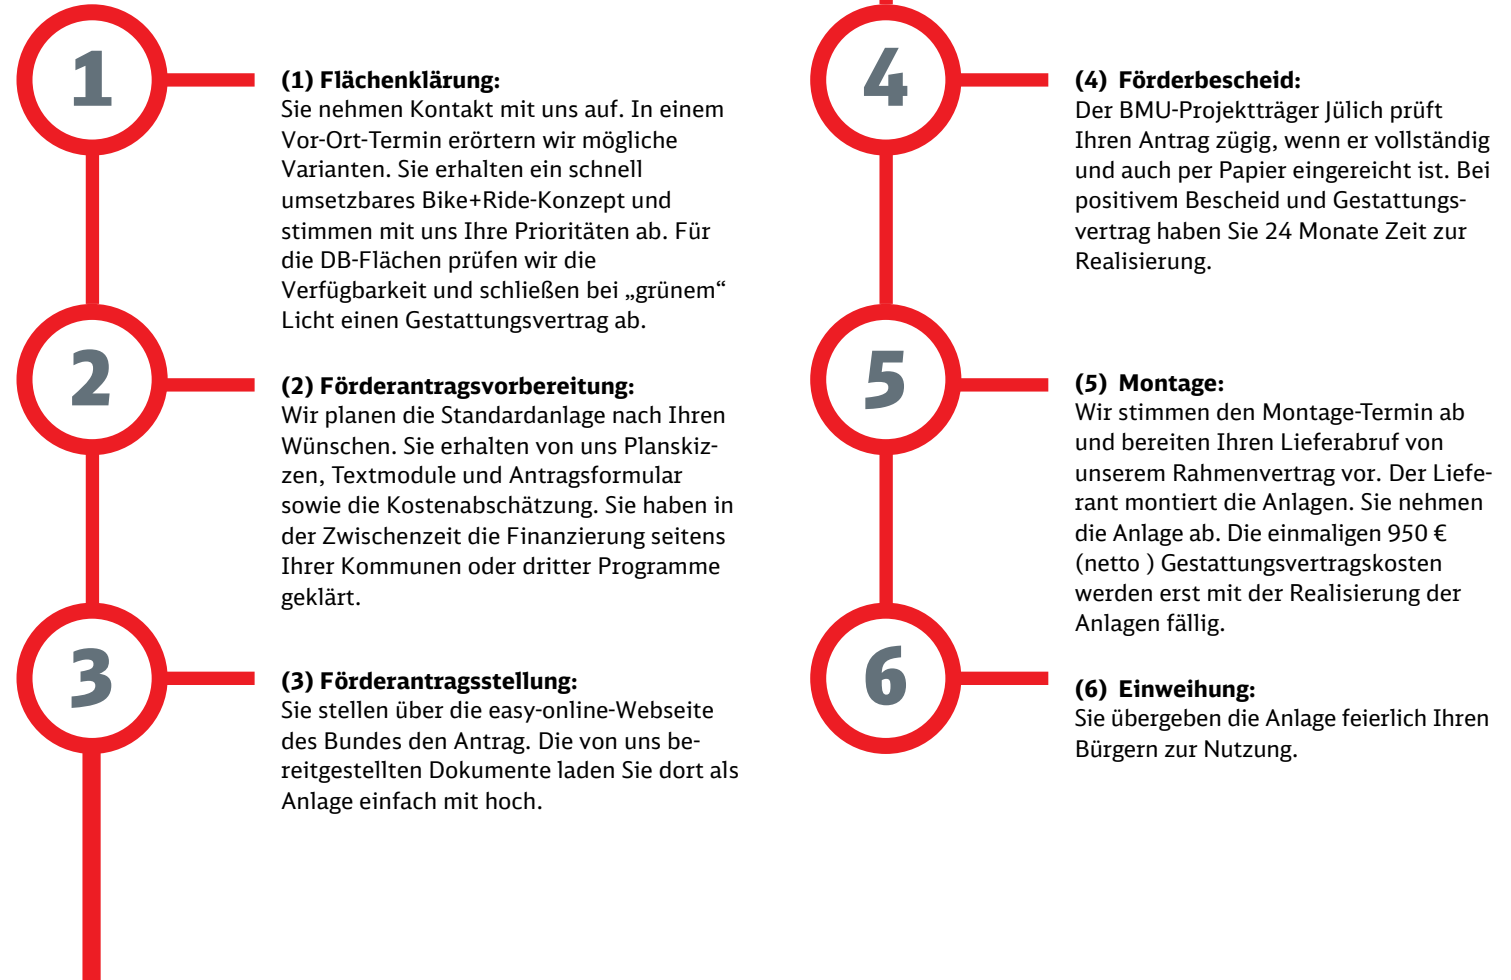 1
(1) Flächenklärung:
Sie nehmen Kontakt mit uns auf. In einem
Vor-Ort-Termin erörtern wir mögliche
Varianten. Sie erhalten ein schnell
umsetzbares Bike+Ride-Konzept und
stimmen mit uns Ihre Prioritäten ab. Für
die DB-Flächen prüfen wir die
Verfügbarkeit und schließen bei „grünem“
Licht einen Gestattungsvertrag ab.
2
(2) Förderantragsvorbereitung:
Wir planen die Standardanlage nach Ihren
Wünschen. Sie erhalten von uns Planskiz-
zen, Textmodule und Antragsformular
sowie die Kostenabschätzung. Sie haben in
der Zwischenzeit die Finanzierung seitens
Ihrer Kommunen oder dritter Programme
geklärt.
3
(3) Förderantragsstellung:
Sie stellen über die easy-online-Webseite
des Bundes den Antrag. Die von uns be-
reitgestellten Dokumente laden Sie dort als
Anlage einfach mit hoch.
4
(4) Förderbescheid:
Der BMU-Projektträger Jülich prüft
Ihren Antrag zügig, wenn er vollständig
und auch per Papier eingereicht ist. Bei
positivem Bescheid und Gestattungs-
vertrag haben Sie 24 Monate Zeit zur
Realisierung.
5
(5) Montage:
Wir stimmen den Montage-Termin ab
und bereiten Ihren Lieferabruf von
unserem Rahmenvertrag vor. Der Liefe-
rant montiert die Anlagen. Sie nehmen
die Anlage ab. Die einmaligen 950 €
(netto ) Gestattungsvertragskosten
werden erst mit der Realisierung der
Anlagen fällig.
6
(6) Einweihung:
Sie übergeben die Anlage feierlich Ihren
Bürgern zur Nutzung.